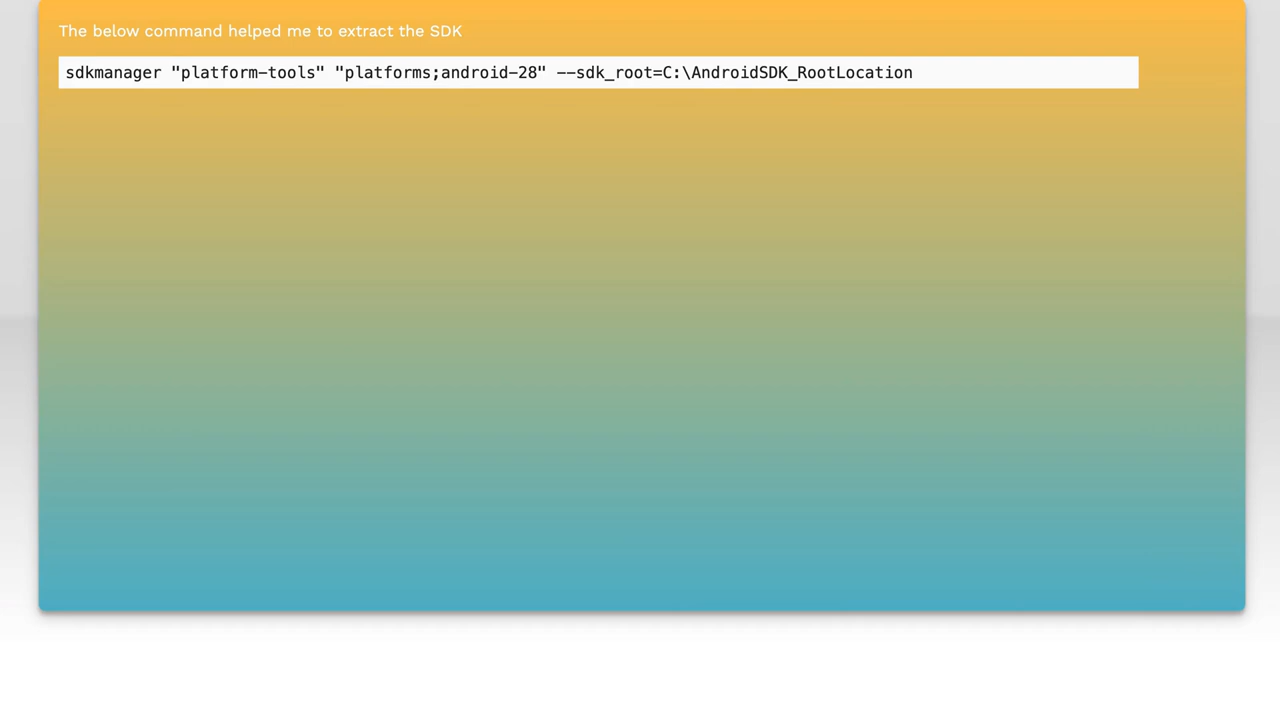 The below command helped me to extract the SDK
sdkmanager "platform-tools" "platforms;android-28" --sdk_root=C:\AndroidSDK_RootLocation